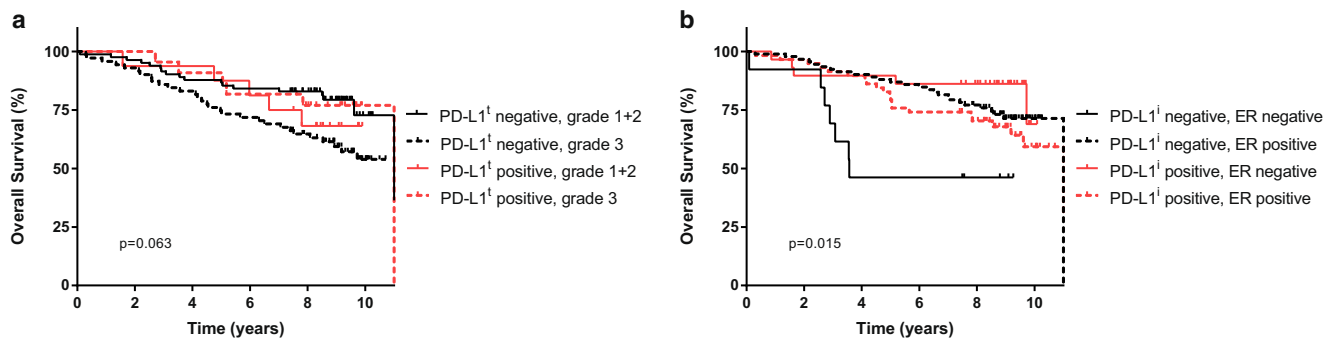 a
Overall Survival (%)
100
75
50
25
0
p=0.063
0 2 4 6 8 10
Time (years)
PD-L1ᵗ negative, grade 1+2
PD-L1ᵗ negative, grade 3
PD-L1ᵗ positive, grade 1+2
PD-L1ᵗ positive, grade 3
b
Overall Survival (%)
100
75
50
25
0
p=0.015
0 2 4 6 8 10
Time (years)
PD-L1ⁱ negative, ER negative
PD-L1ⁱ negative, ER positive
PD-L1ⁱ positive, ER negative
PD-L1ⁱ positive, ER positive